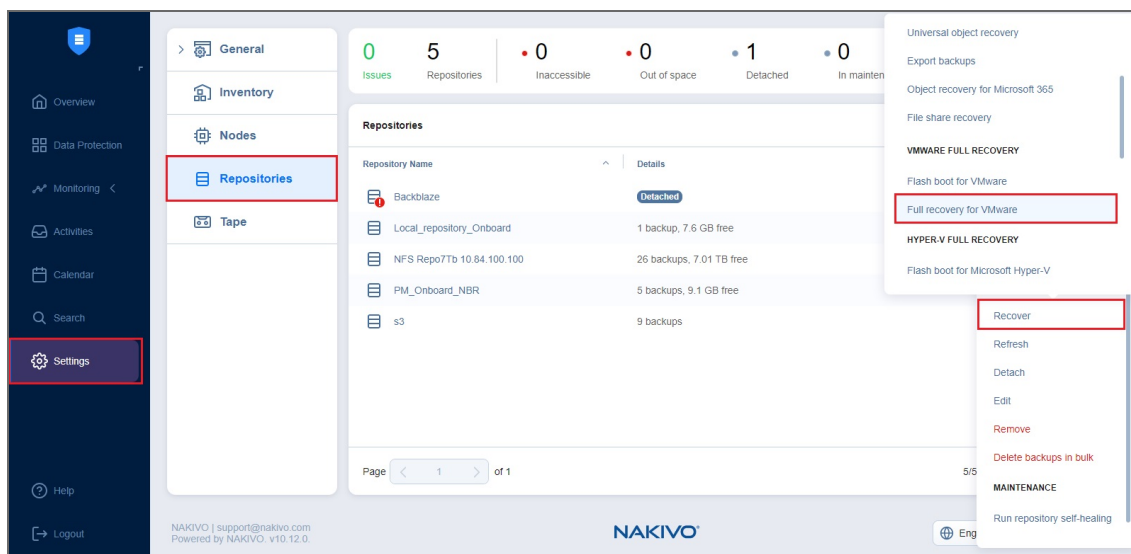 Overview
Data Protection
Monitoring
Activities
Calendar
Search
Settings
Help
Logout
General
Inventory
Nodes
Repositories
Tape
NAKIVO | support@nakivo.com
Powered by NAKIVO. v10.12.0.
0
Issues
5
Repositories
0
Inaccessible
0
Out of space
1
Detached
0
In mainten
Repositories
Repository Name Details
Backblaze Detached
Local_repository_Onboard 1 backup, 7.6 GB free
NFS Repo7Tb 10.84.100.100 26 backups, 7.01 TB free
PM_Onboard_NBR 5 backups, 9.1 GB free
s3 9 backups
Page 1 of 1
5/5
NAKIVO®
Eng
Universal object recovery
Export backups
Object recovery for Microsoft 365
File share recovery
VMWARE FULL RECOVERY
Flash boot for VMware
Full recovery for VMware
HYPER-V FULL RECOVERY
Flash boot for Microsoft Hyper-V
Recover
Refresh
Detach
Edit
Remove
Delete backups in bulk
MAINTENANCE
Run repository self-healing